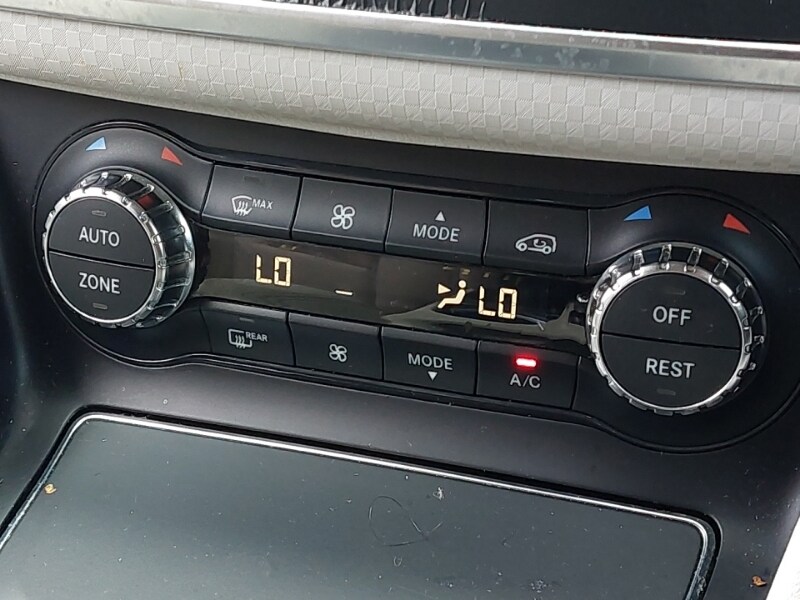 MAX
MODE
AUTO
ZONE
LO
LO
OFF
REST
REAR
MODE
A/C